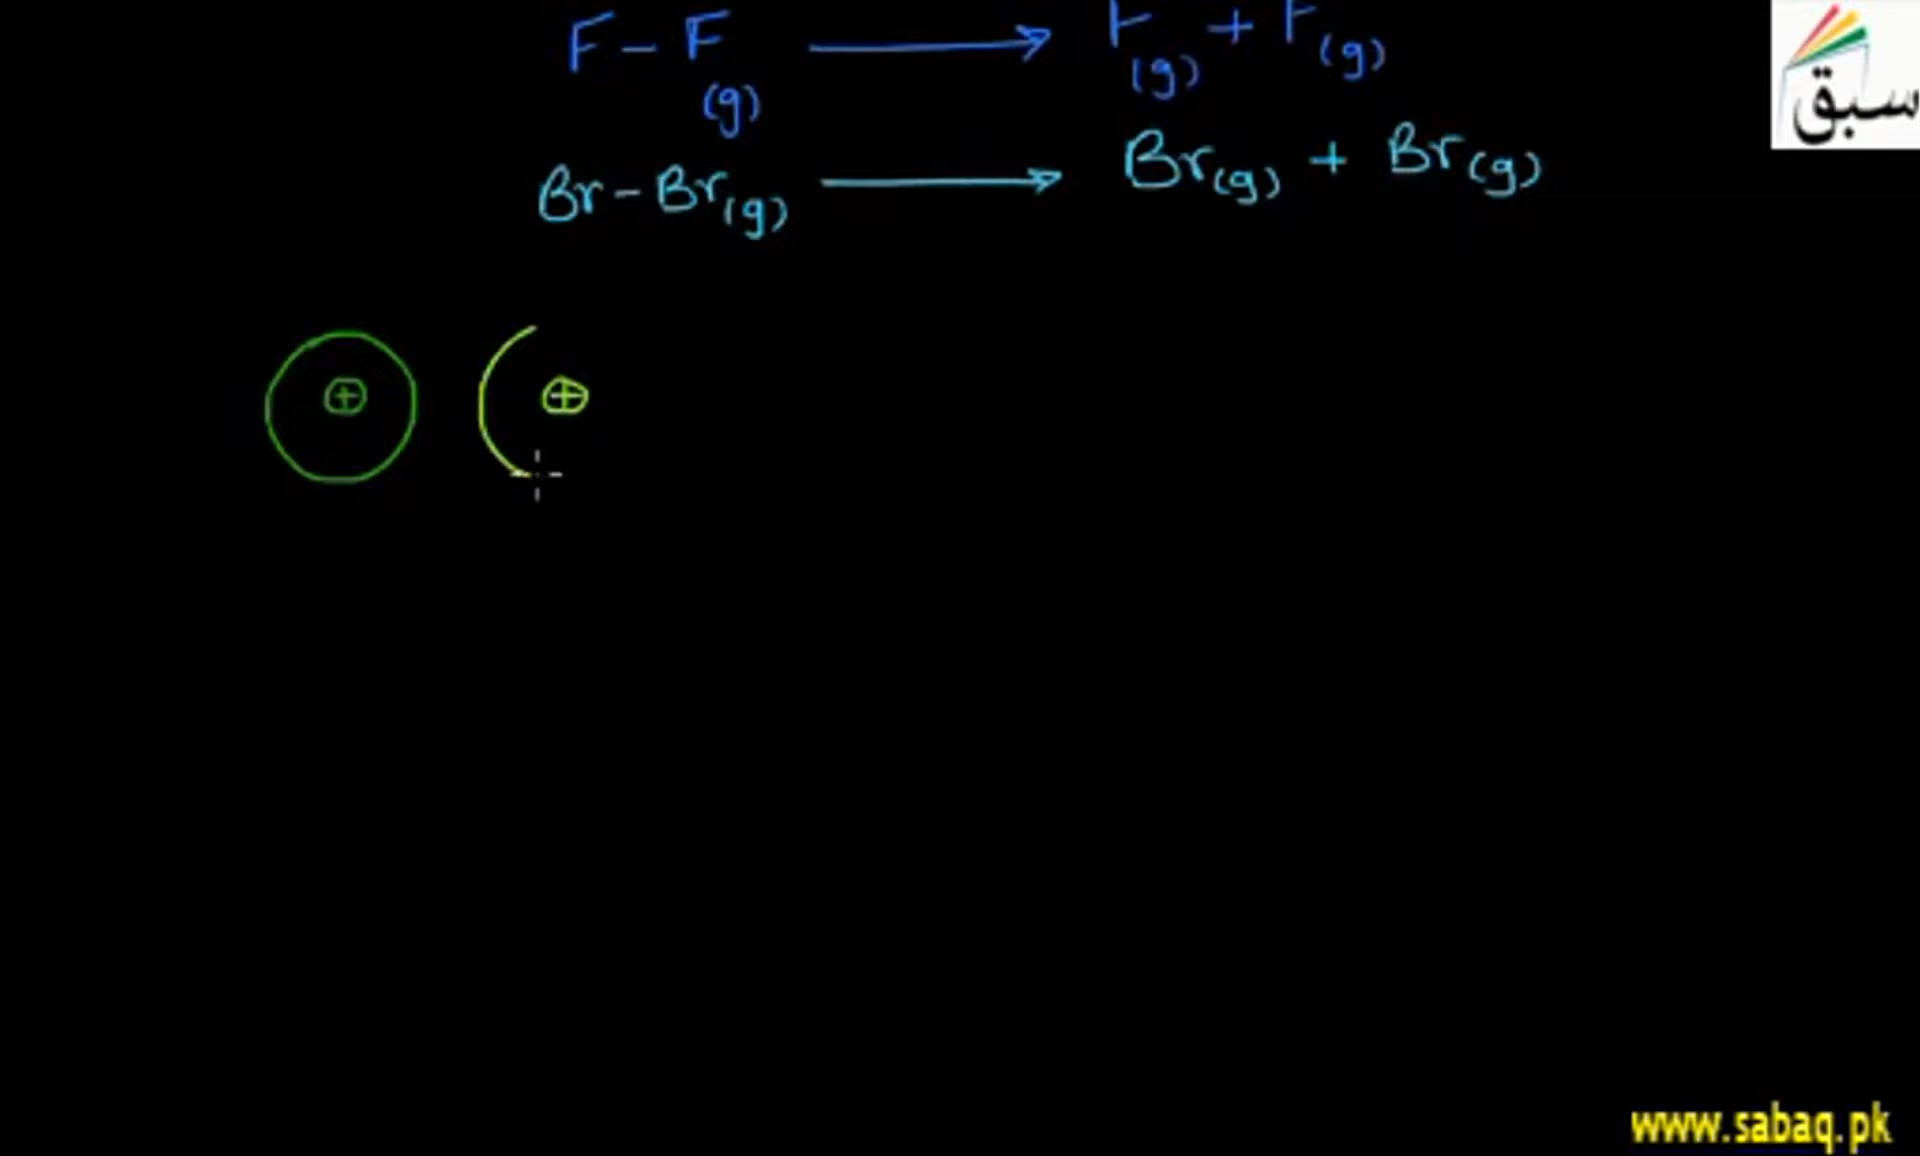 F – F (g) ⟶ F (g) + F (g)
Br – Br (g) ⟶ Br (g) + Br (g)
+ +
سبق
www.sabaq.pk